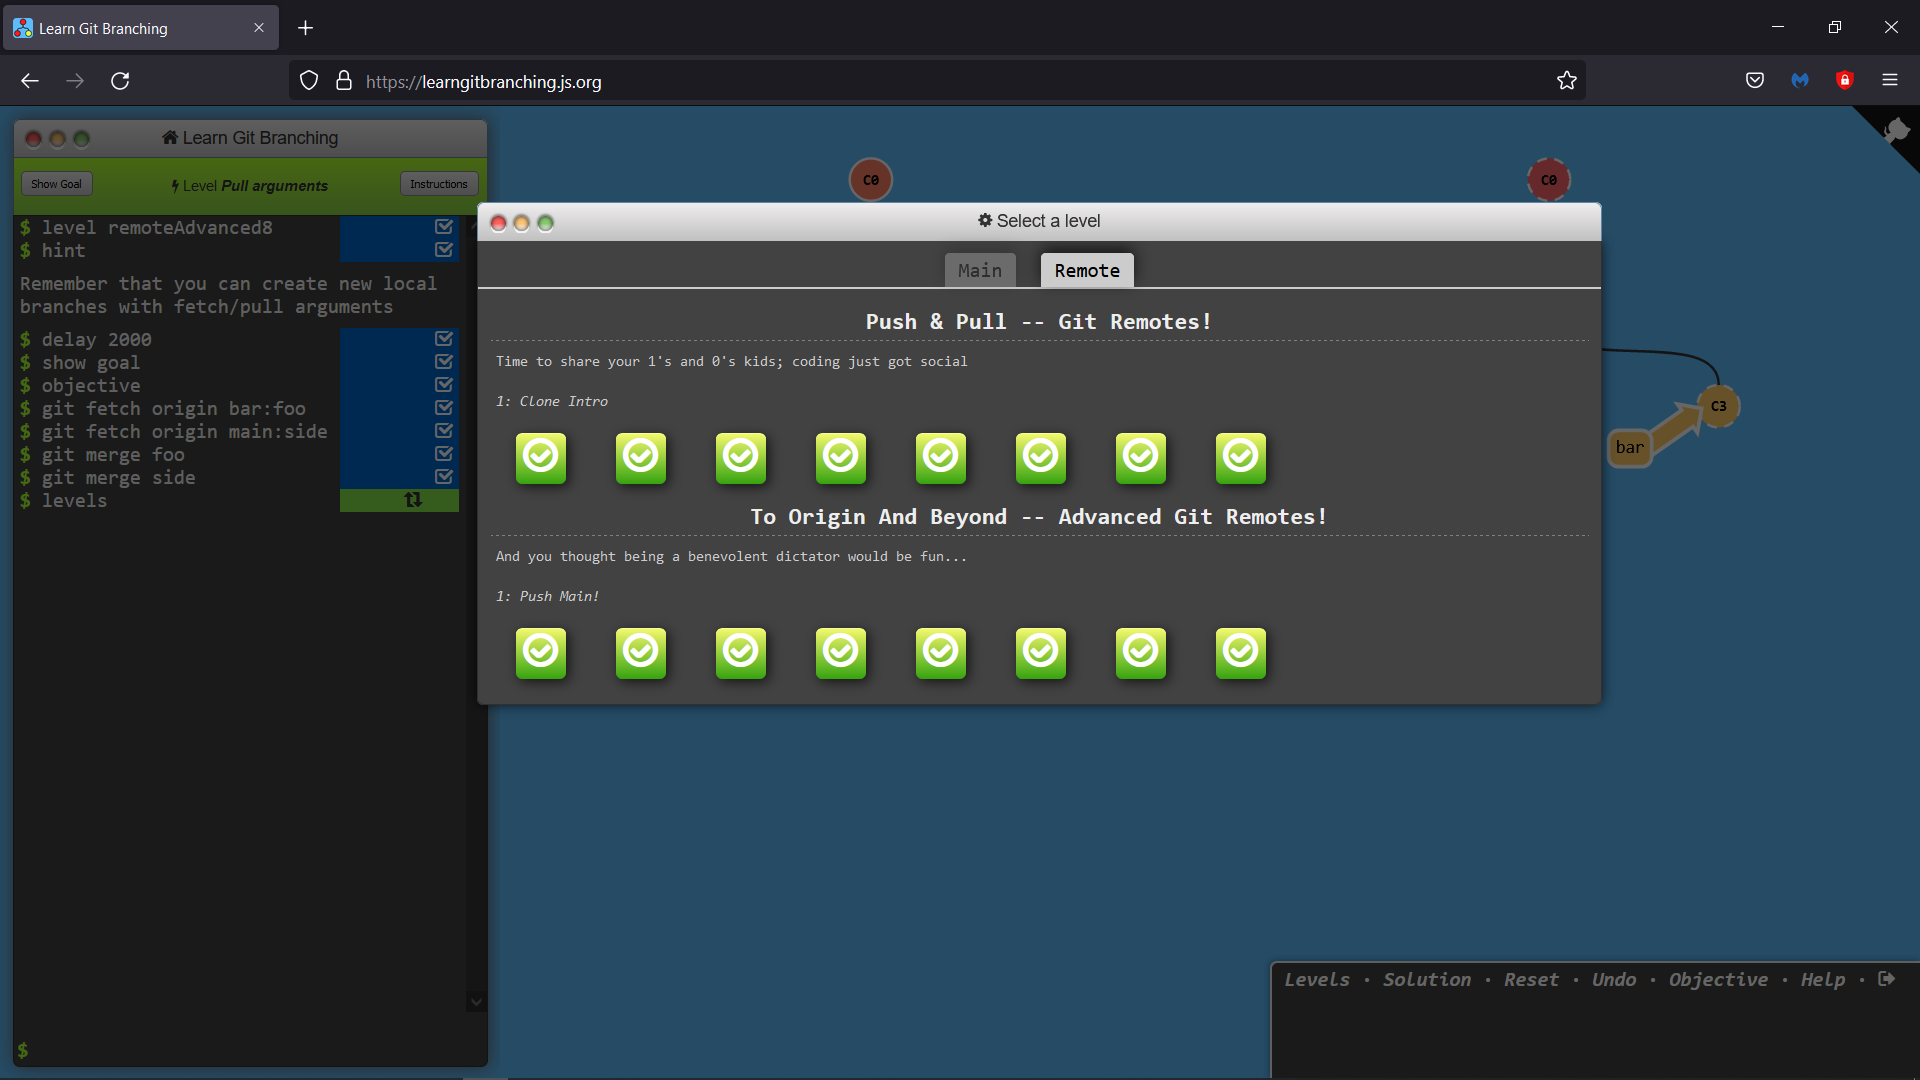 Learn Git Branching
https://learngitbranching.js.org
Learn Git Branching
Show Goal
Level Pull arguments
Instructions
$ level remoteAdvanced8
$ hint
Remember that you can create new local
branches with fetch/pull arguments
$ delay 2000
$ show goal
$ objective
$ git fetch origin bar:foo
$ git fetch origin main:side
$ git merge foo
$ git merge side
$ levels
$
C0
C0
Select a level
Main
Remote
Push & Pull -- Git Remotes!
Time to share your 1's and 0's kids; coding just got social
1: Clone Intro
To Origin And Beyond -- Advanced Git Remotes!
And you thought being a benevolent dictator would be fun...
1: Push Main!
C3
bar
Levels · Solution · Reset · Undo · Objective · Help ·